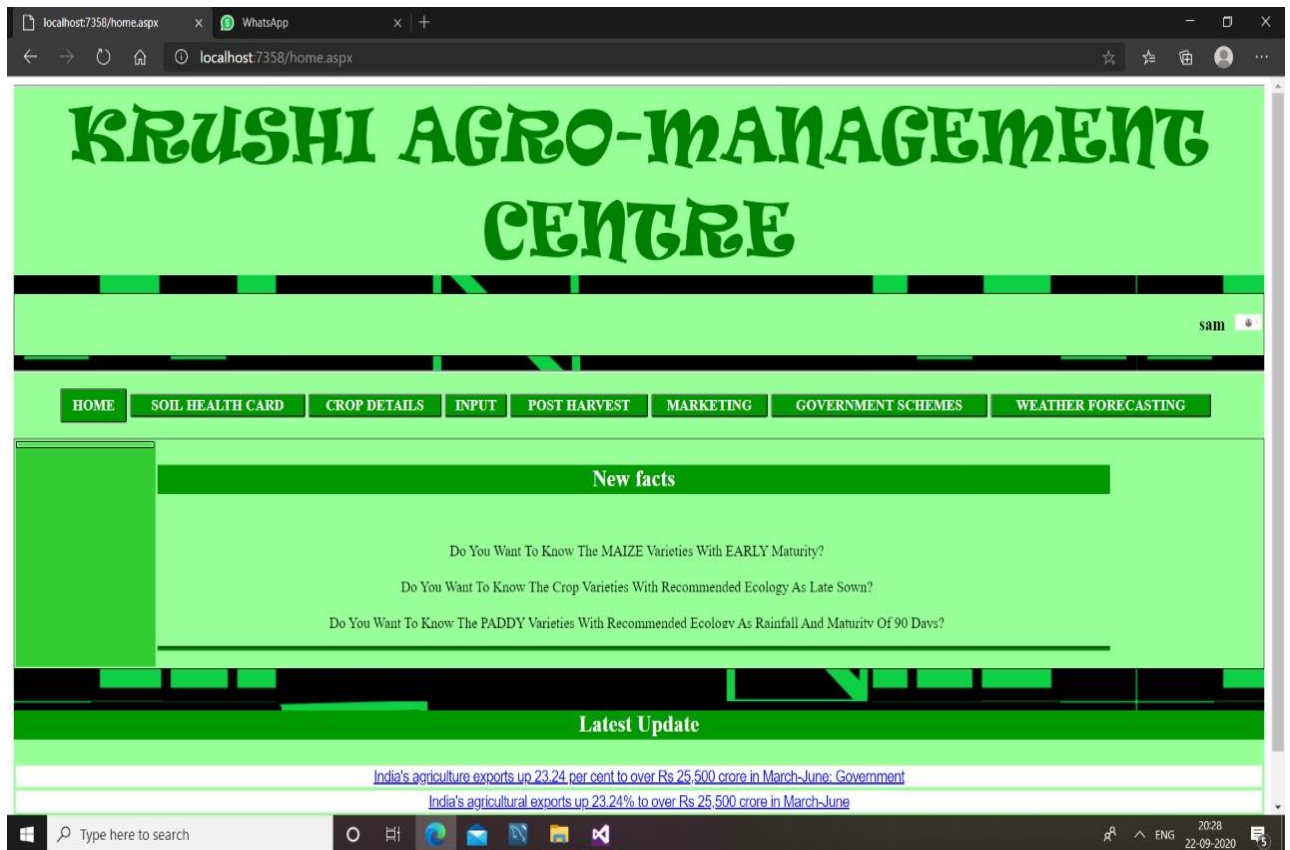 localhost:7358/home.aspx
WhatsApp
localhost:7358/home.aspx
KRUSHI AGRO-MANAGEMENT
CENTRE
sam
HOME SOIL HEALTH CARD CROP DETAILS INPUT POST HARVEST MARKETING GOVERNMENT SCHEMES WEATHER FORECASTING
New facts
Do You Want To Know The MAIZE Varieties With EARLY Maturity?
Do You Want To Know The Crop Varieties With Recommended Ecology As Late Sown?
Do You Want To Know The PADDY Varieties With Recommended Ecology As Rainfall And Maturity Of 90 Days?
Latest Update
India's agriculture exports up 23.24 per cent to over Rs 25,500 crore in March-June: Government
India's agricultural exports up 23.24% to over Rs 25,500 crore in March-June
Type here to search
ENG
20:28
22-09-2020
5